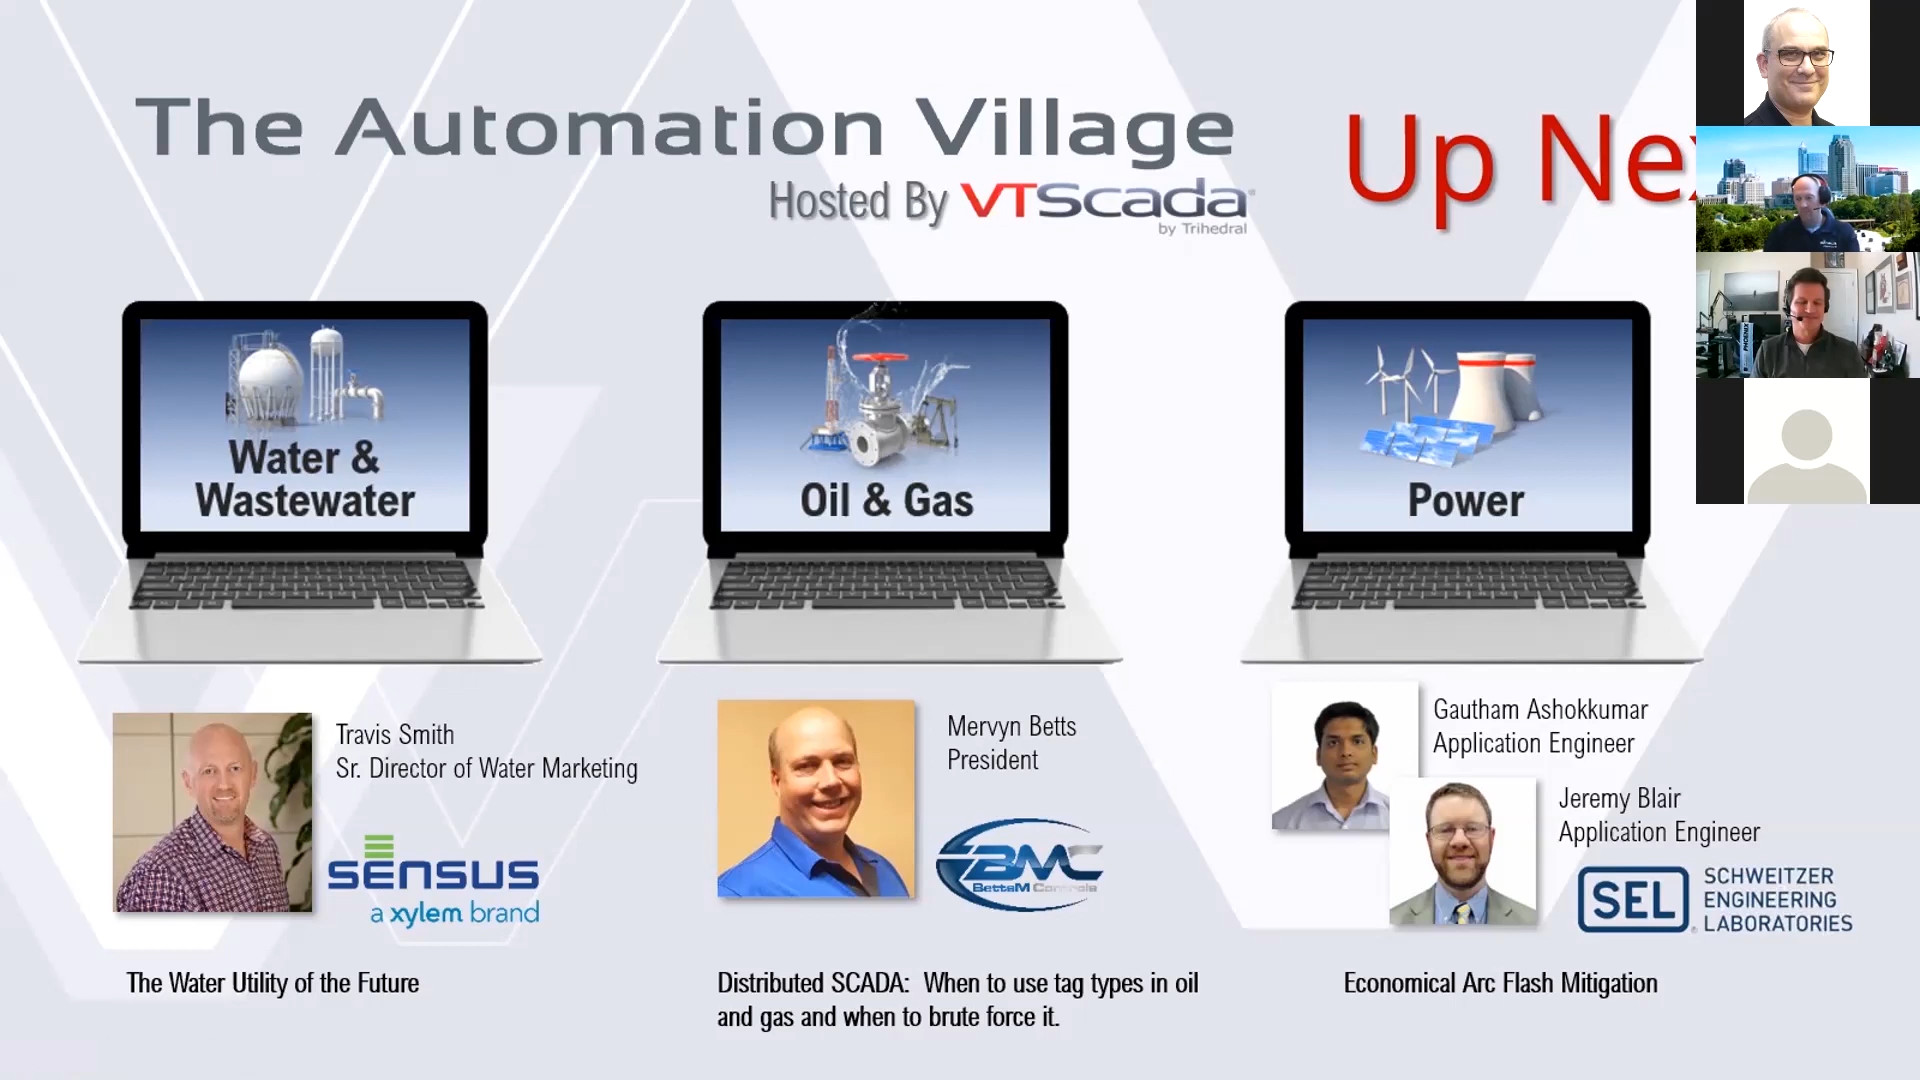 The Automation Village
Hosted By VTScada
by Trihedral
Up Ne
Water &
Wastewater
Oil & Gas
Power
PHOENIX
Travis Smith
Sr. Director of Water Marketing
sensus
a xylem brand
The Water Utility of the Future
Mervyn Betts
President
BMC
BettsM Controls
Distributed SCADA: When to use tag types in oil
and gas and when to brute force it.
Gautham Ashokkumar
Application Engineer
Jeremy Blair
Application Engineer
SEL
SCHWEITZER
ENGINEERING
LABORATORIES
Economical Arc Flash Mitigation